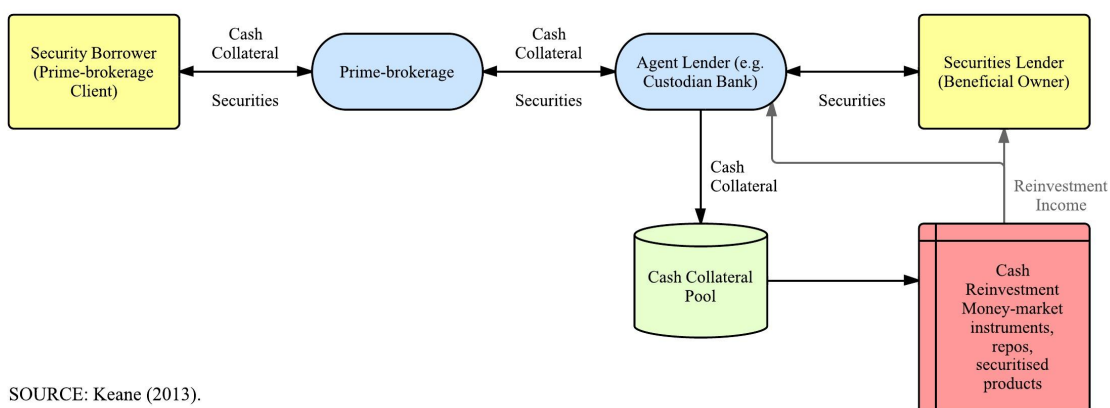 Security Borrower
(Prime-brokerage
Client)
Cash
Collateral
Securities
Prime-brokerage
Cash
Collateral
Securities
Agent Lender (e.g.
Custodian Bank)
Securities
Securities Lender
(Beneficial Owner)
Cash
Collateral
Reinvestment
Income
Cash Collateral
Pool
Cash
Reinvestment
Money-market
instruments,
repos,
securitised
products
SOURCE: Keane (2013).